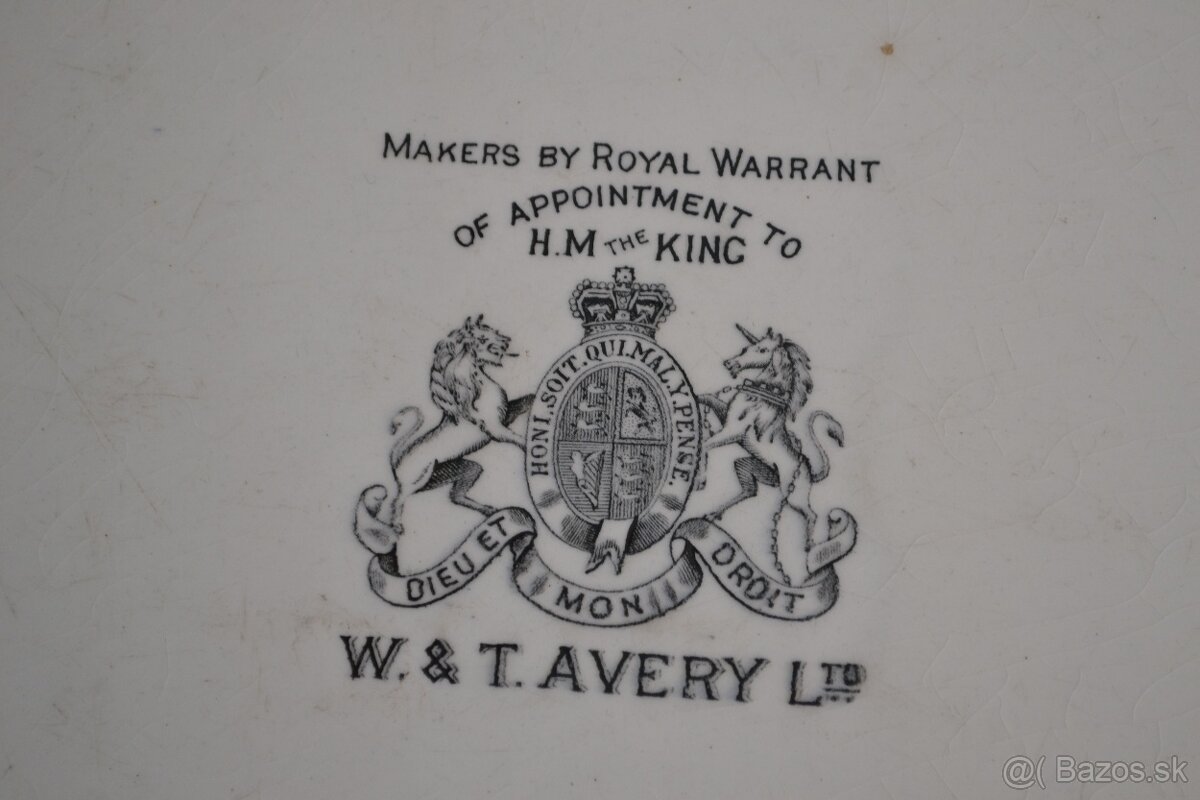 MAKERS BY ROYAL WARRANT
OF APPOINTMENT TO
H.M THE KING
HONI.SOIT.QUI.MAL.Y.PENSE.
DIEU ET MON DROIT
W. & T. AVERY LTD
@( Bazos.sk